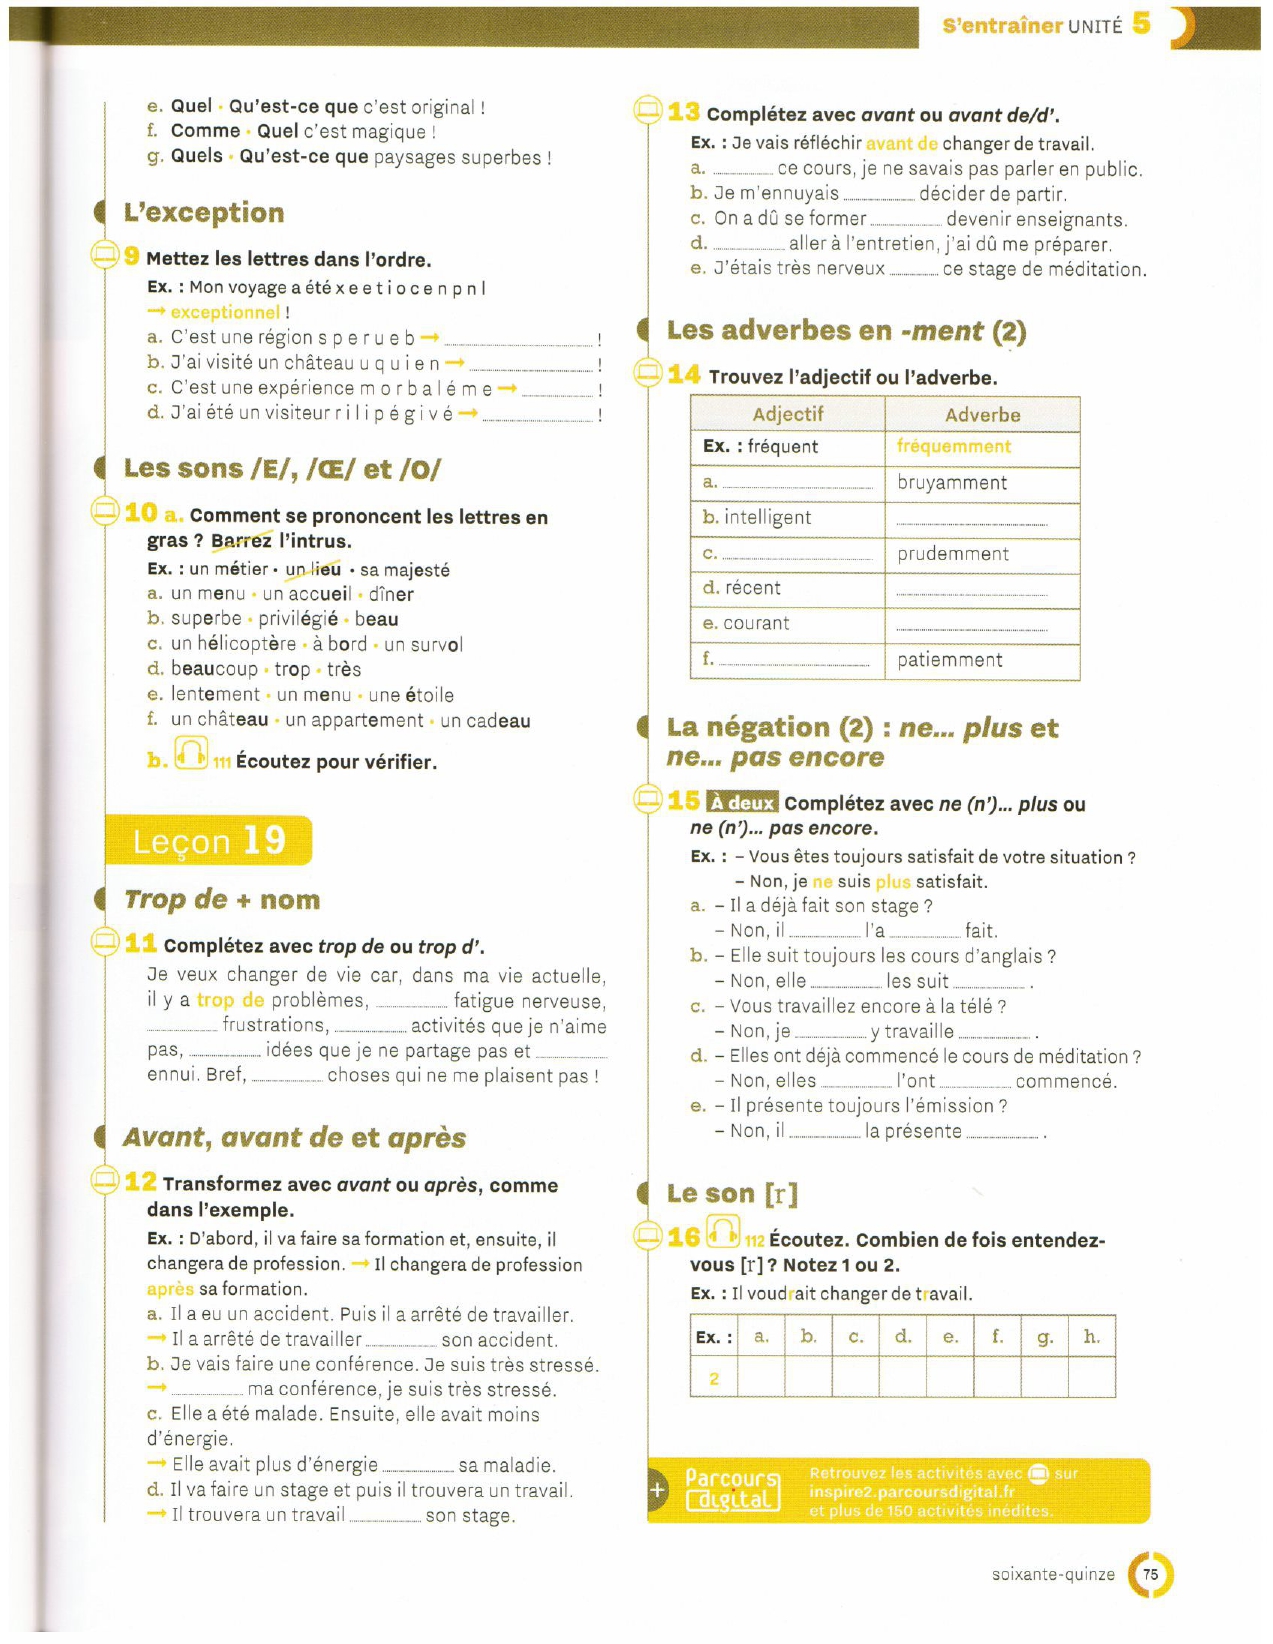 S'entraîner UNITÉ 5
e. Quel • Qu'est-ce que c'est original !
f. Comme • Quel c'est magique !
g. Quels • Qu'est-ce que paysages superbes !
L'exception
9 Mettez les lettres dans l'ordre.
Ex. : Mon voyage a été x e e t i o c e n p n l
→ exceptionnel !
a. C'est une région s p e r u e b → ............ !
b. J'ai visité un château u q u i e n → ............ !
c. C'est une expérience m o r b a l é m e → ............ !
d. J'ai été un visiteur r i l i p é g i v é → ............ !
Les sons /E/, /Œ/ et /O/
10 a. Comment se prononcent les lettres en
gras ? Barrez l'intrus.
Ex. : un métier • un lieu • sa majesté
a. un menu • un accueil • dîner
b. superbe • privilégié • beau
c. un hélicoptère • à bord • un survol
d. beaucoup • trop • très
e. lentement • un menu • une étoile
f. un château • un appartement • un cadeau
b. 111 Écoutez pour vérifier.
Leçon 19
Trop de + nom
11 Complétez avec trop de ou trop d'.
Je veux changer de vie car, dans ma vie actuelle,
il y a trop de problèmes, ............ fatigue nerveuse,
............ frustrations, ............ activités que je n'aime
pas, ............ idées que je ne partage pas et ............
ennui. Bref, ............ choses qui ne me plaisent pas !
Avant, avant de et après
12 Transformez avec avant ou après, comme
dans l'exemple.
Ex. : D'abord, il va faire sa formation et, ensuite, il
changera de profession. → Il changera de profession
après sa formation.
a. Il a eu un accident. Puis il a arrêté de travailler.
→ Il a arrêté de travailler ............ son accident.
b. Je vais faire une conférence. Je suis très stressé.
→ ............ ma conférence, je suis très stressé.
c. Elle a été malade. Ensuite, elle avait moins
d'énergie.
→ Elle avait plus d'énergie ............ sa maladie.
d. Il va faire un stage et puis il trouvera un travail.
→ Il trouvera un travail ............ son stage.
13 Complétez avec avant ou avant de/d'.
Ex. : Je vais réfléchir avant de changer de travail.
a. ............ ce cours, je ne savais pas parler en public.
b. Je m'ennuyais ............ décider de partir.
c. On a dû se former ............ devenir enseignants.
d. ............ aller à l'entretien, j'ai dû me préparer.
e. J'étais très nerveux ............ ce stage de méditation.
Les adverbes en -ment (2)
14 Trouvez l'adjectif ou l'adverbe.
Adjectif Adverbe
Ex. : fréquent fréquemment
a. ............ bruyamment
b. intelligent ............
c. ............ prudemment
d. récent ............
e. courant ............
f. ............ patiemment
La négation (2) : ne... plus et
ne... pas encore
15 À deux Complétez avec ne (n')... plus ou
ne (n')... pas encore.
Ex. : – Vous êtes toujours satisfait de votre situation ?
– Non, je ne suis plus satisfait.
a. – Il a déjà fait son stage ?
– Non, il ............ l'a ............ fait.
b. – Elle suit toujours les cours d'anglais ?
– Non, elle ............ les suit ............ .
c. – Vous travaillez encore à la télé ?
– Non, je ............ y travaille ............ .
d. – Elles ont déjà commencé le cours de méditation ?
– Non, elles ............ l'ont ............ commencé.
e. – Il présente toujours l'émission ?
– Non, il ............ la présente ............ .
Le son [r]
16 112 Écoutez. Combien de fois entendez-
vous [r] ? Notez 1 ou 2.
Ex. : Il voudrait changer de travail.
Ex. : a. b. c. d. e. f. g. h.
2
+ Parcours digital
Retrouvez les activités avec sur
inspire2.parcoursdigital.fr
et plus de 150 activités inédites.
soixante-quinze 75